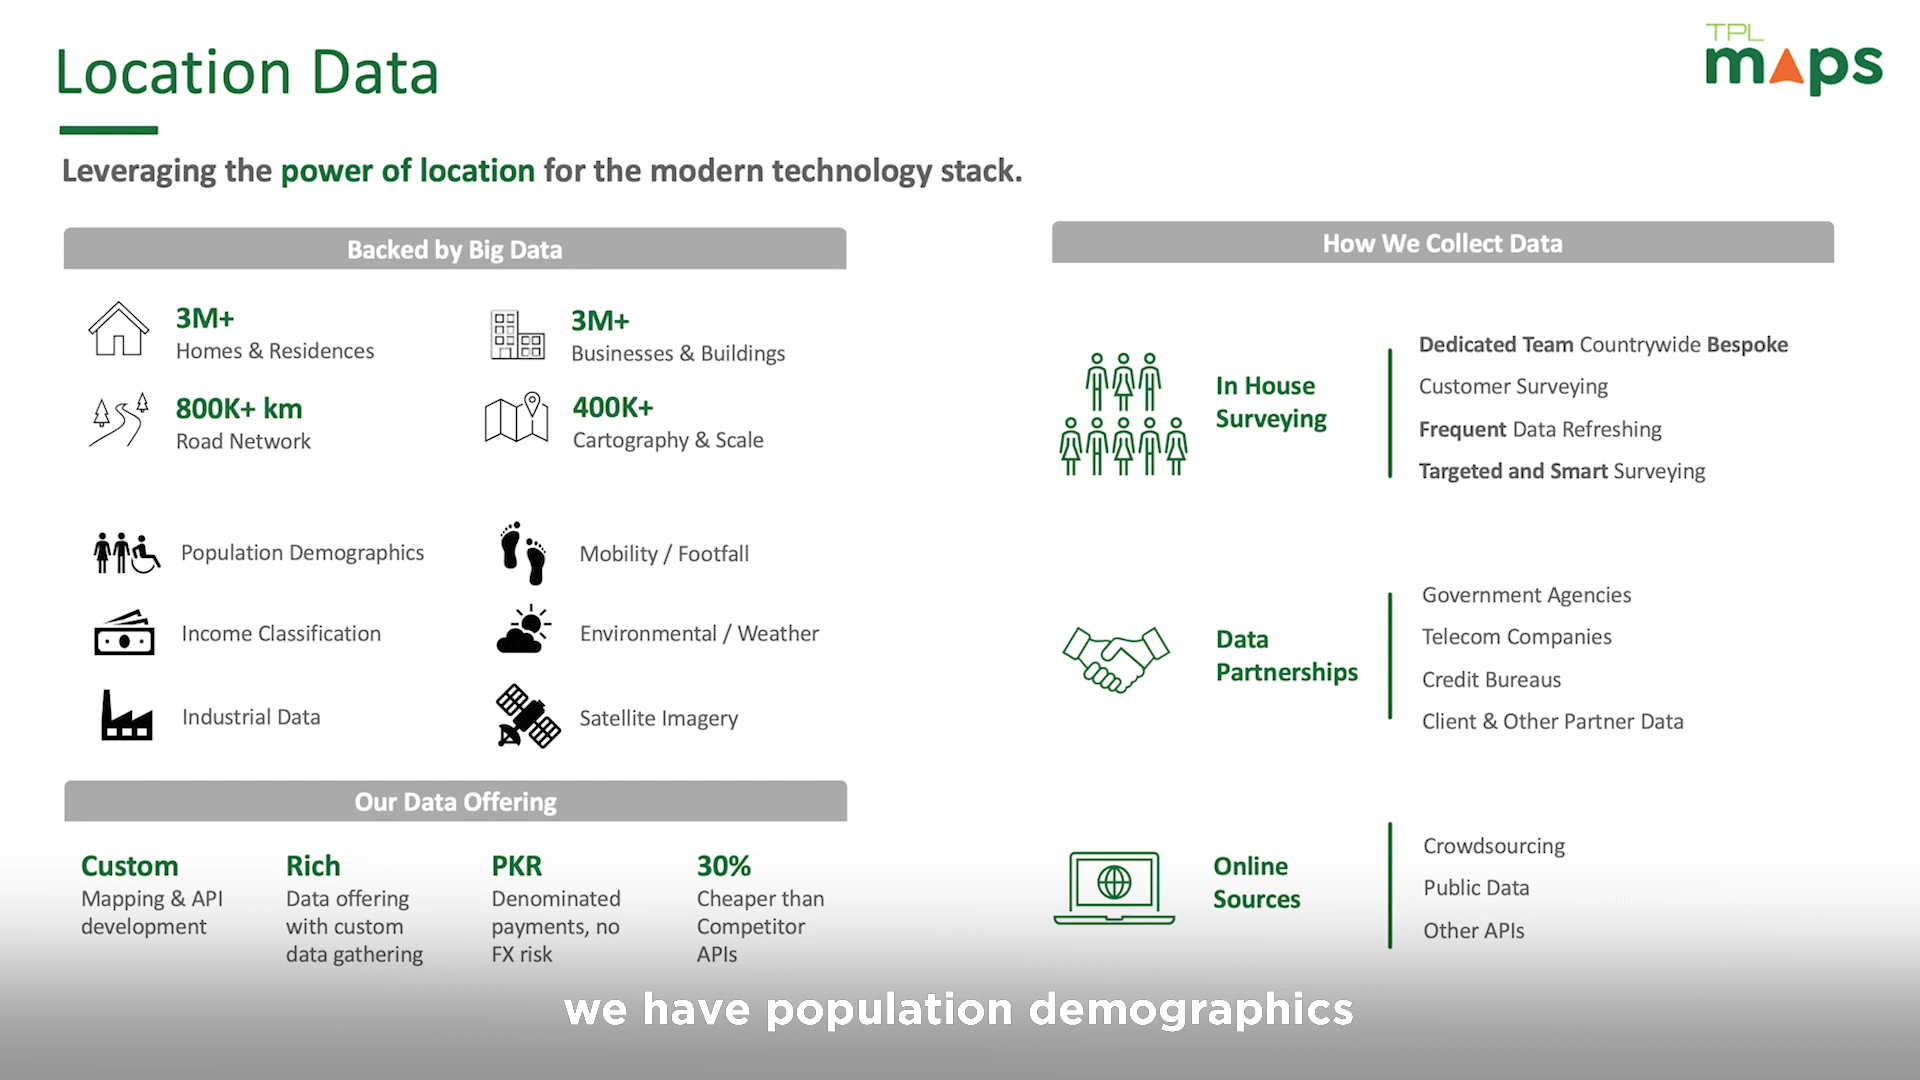 Location Data
TPL
maps
Leveraging the power of location for the modern technology stack.
Backed by Big Data
3M+
Homes & Residences
3M+
Businesses & Buildings
800K+ km
Road Network
400K+
Cartography & Scale
Population Demographics
Mobility / Footfall
Income Classification
Environmental / Weather
Industrial Data
Satellite Imagery
Our Data Offering
Custom
Mapping & API
development
Rich
Data offering
with custom
data gathering
PKR
Denominated
payments, no
FX risk
30%
Cheaper than
Competitor
APIs
How We Collect Data
In House
Surveying
Dedicated Team Countrywide Bespoke
Customer Surveying
Frequent Data Refreshing
Targeted and Smart Surveying
Data
Partnerships
Government Agencies
Telecom Companies
Credit Bureaus
Client & Other Partner Data
Online
Sources
Crowdsourcing
Public Data
Other APIs
we have population demographics